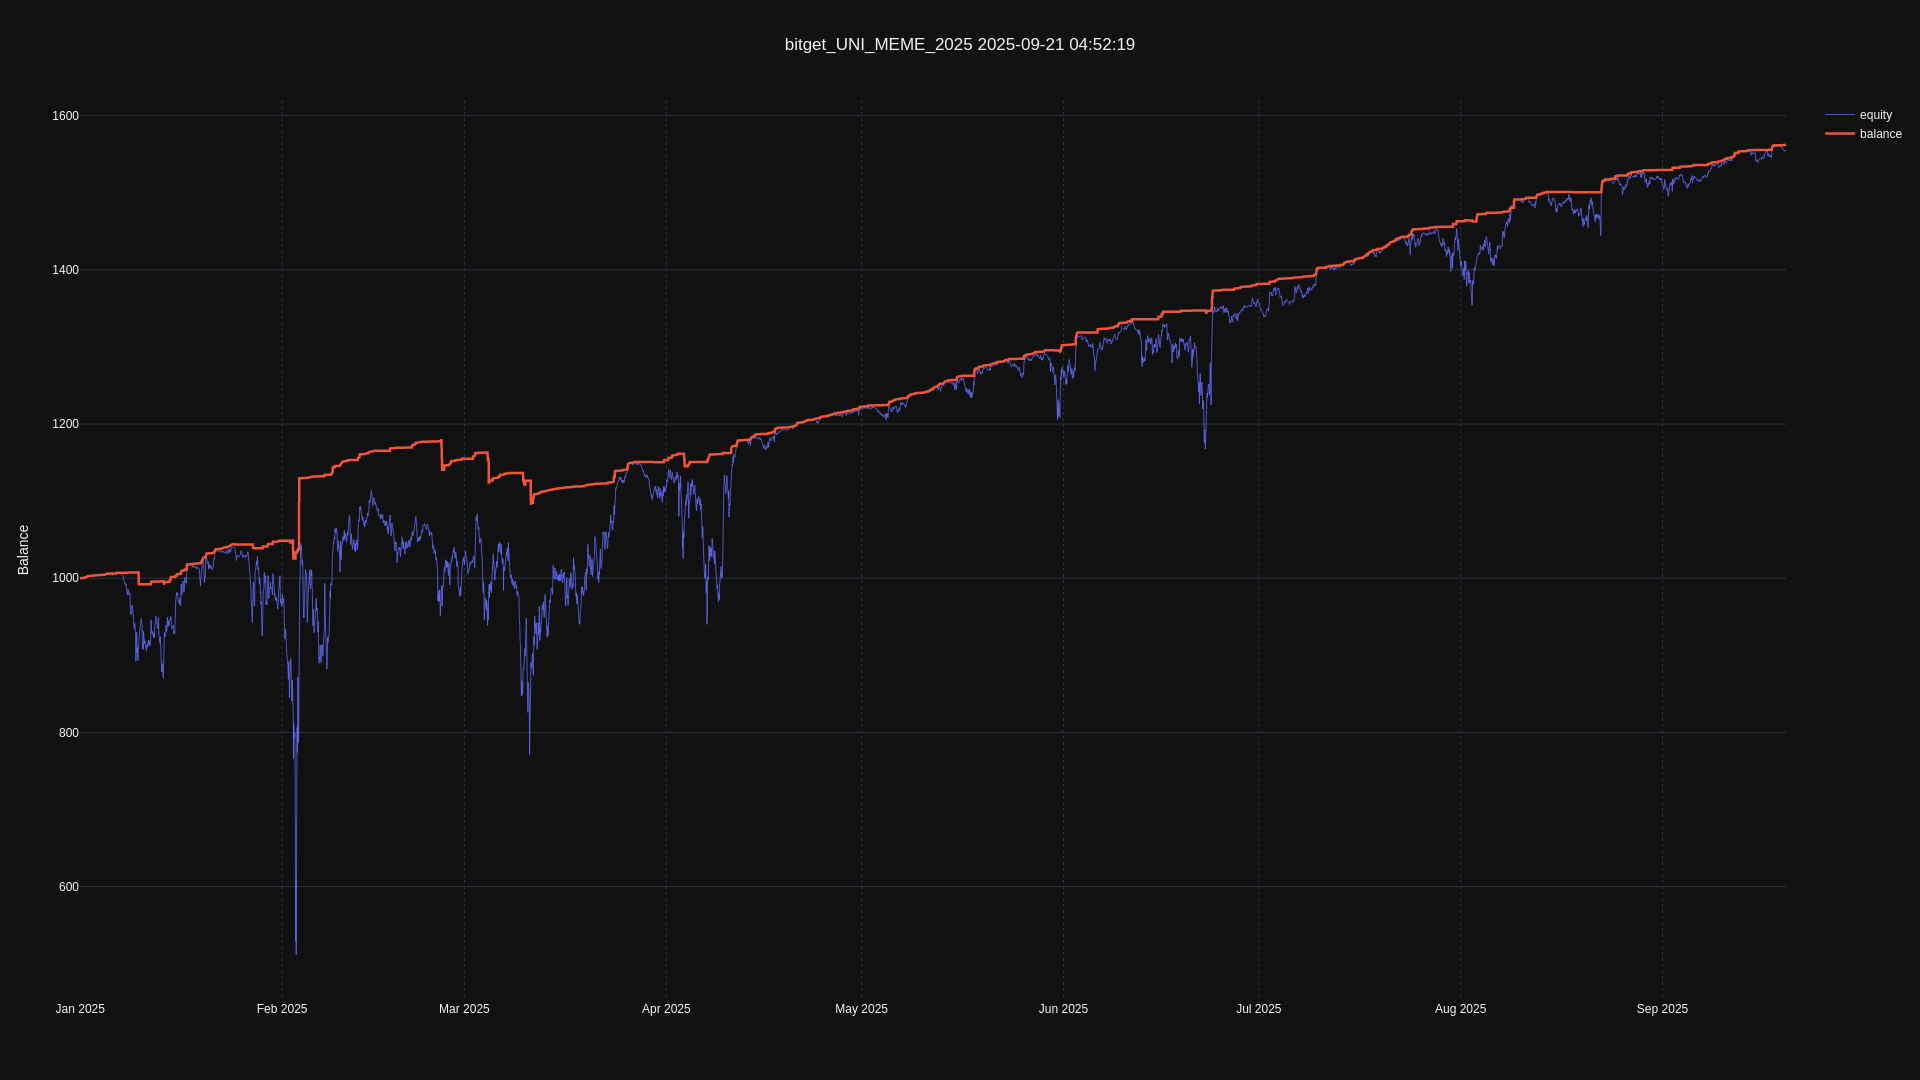 bitget_UNI_MEME_2025 2025-09-21 04:52:19
equity
balance
Balance
1600
1400
1200
1000
800
600
Jan 2025
Feb 2025
Mar 2025
Apr 2025
May 2025
Jun 2025
Jul 2025
Aug 2025
Sep 2025